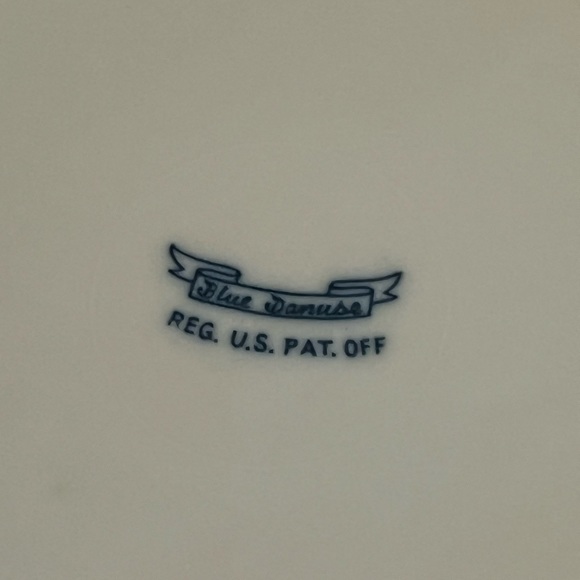 Blue Danube
REG. U.S. PAT. OFF